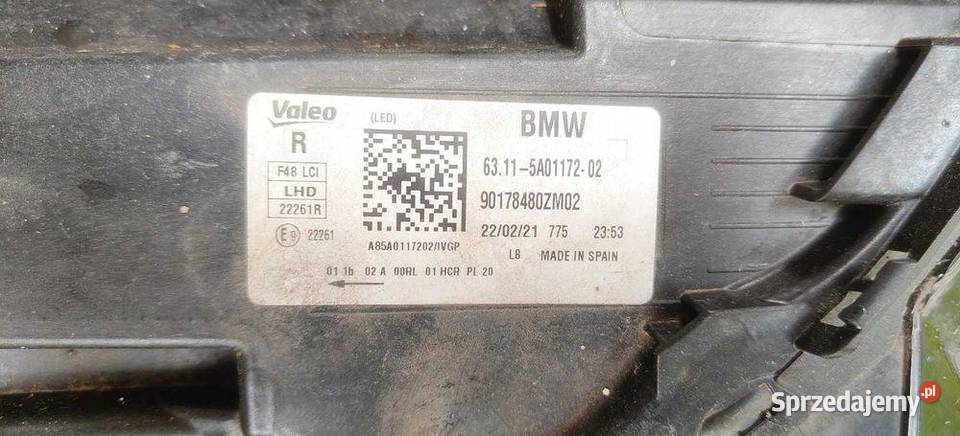 Valeo (LED) BMW
R
F48 LCI
LHD
22261R
E9 22261
63.11-5A01172-02
90178480ZM02
22/02/21 775 23:53
A85A0117202/IVGP
L8 MADE IN SPAIN
01 1b 02 A 00RL 01 HCR PL 20
Sprzedajemy.pl